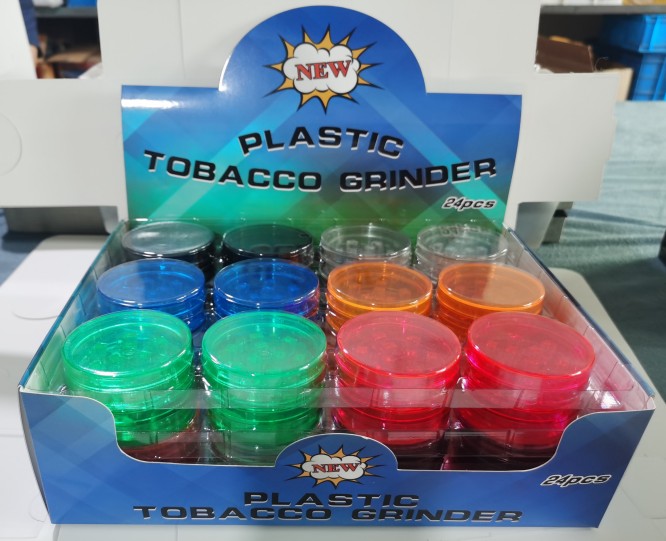 NEW
PLASTIC
TOBACCO GRINDER
24pcs
NEW
24pcs
PLASTIC
TOBACCO GRINDER